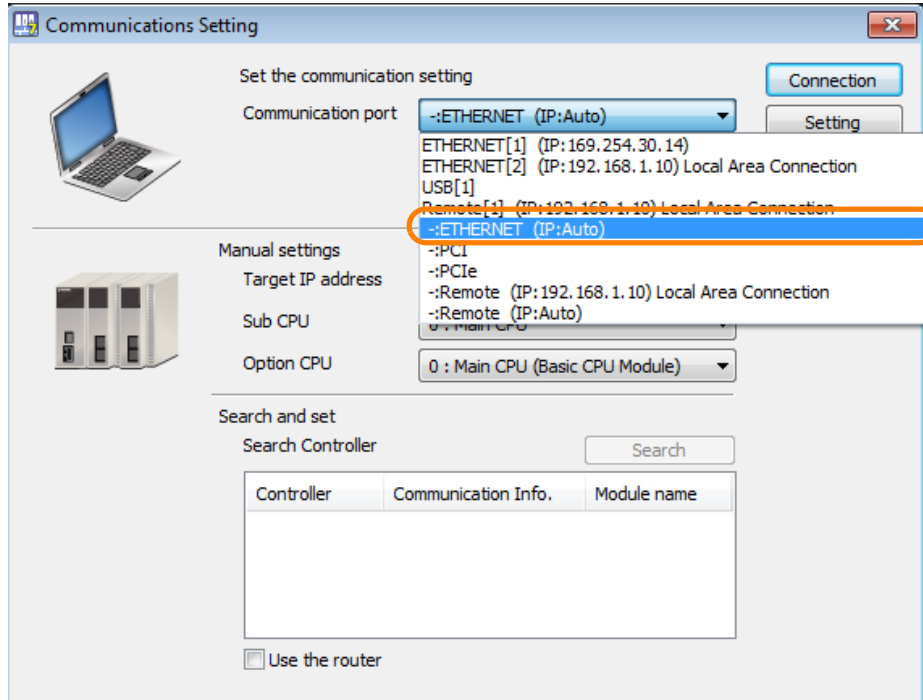 Communications Setting
Set the communication setting
Connection
Communication port
-:ETHERNET (IP:Auto)
Setting
ETHERNET[1] (IP:169.254.30.14)
ETHERNET[2] (IP:192.168.1.10) Local Area Connection
USB[1]
Remote[1] (IP:192.168.1.10) Local Area Connection
-:ETHERNET (IP:Auto)
-:PCI
-:PCIe
-:Remote (IP:192.168.1.10) Local Area Connection
-:Remote (IP:Auto)
Manual settings
Target IP address
Sub CPU
0 : Main CPU
Option CPU
0 : Main CPU (Basic CPU Module)
Search and set
Search Controller
Search
Controller
Communication Info.
Module name
Use the router